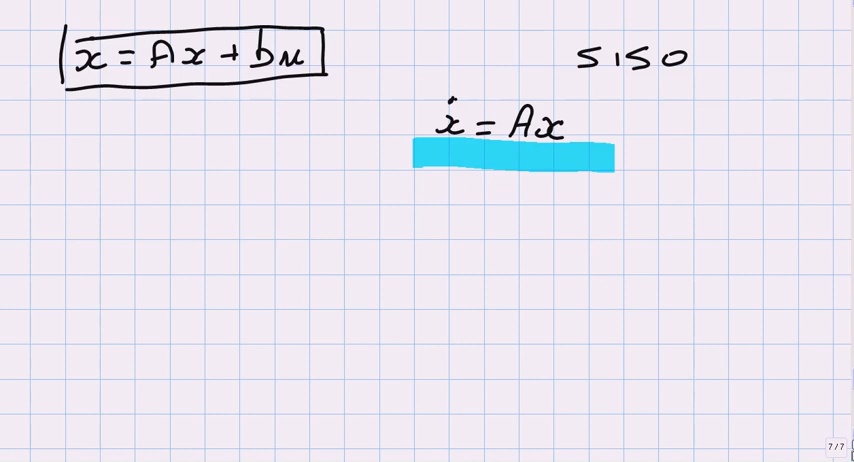 ẋ = Ax + bu
SISO
ẋ = Ax
7/7